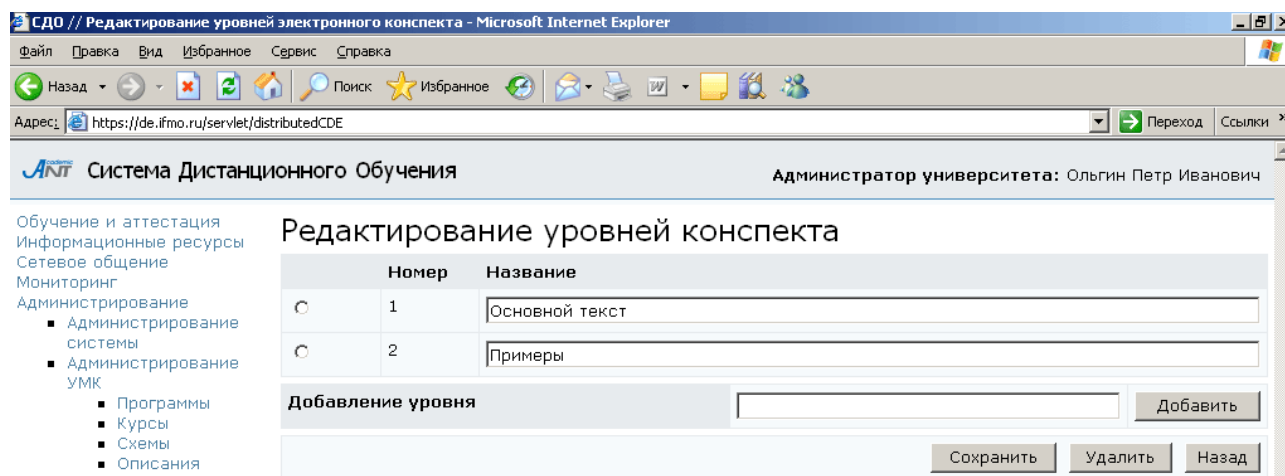 СДО // Редактирование уровней электронного конспекта - Microsoft Internet Explorer
Файл Правка Вид Избранное Сервис Справка
Назад Поиск Избранное
Адрес: https://de.ifmo.ru/servlet/distributedCDE Переход Ссылки »
Academic ANT Система Дистанционного Обучения
Администратор университета: Ольгин Петр Иванович
Обучение и аттестация
Информационные ресурсы
Сетевое общение
Мониторинг
Администрирование
Администрирование
системы
Администрирование
УМК
Программы
Курсы
Схемы
Описания
Редактирование уровней конспекта
Номер Название
1 Основной текст
2 Примеры
Добавление уровня Добавить
Сохранить Удалить Назад